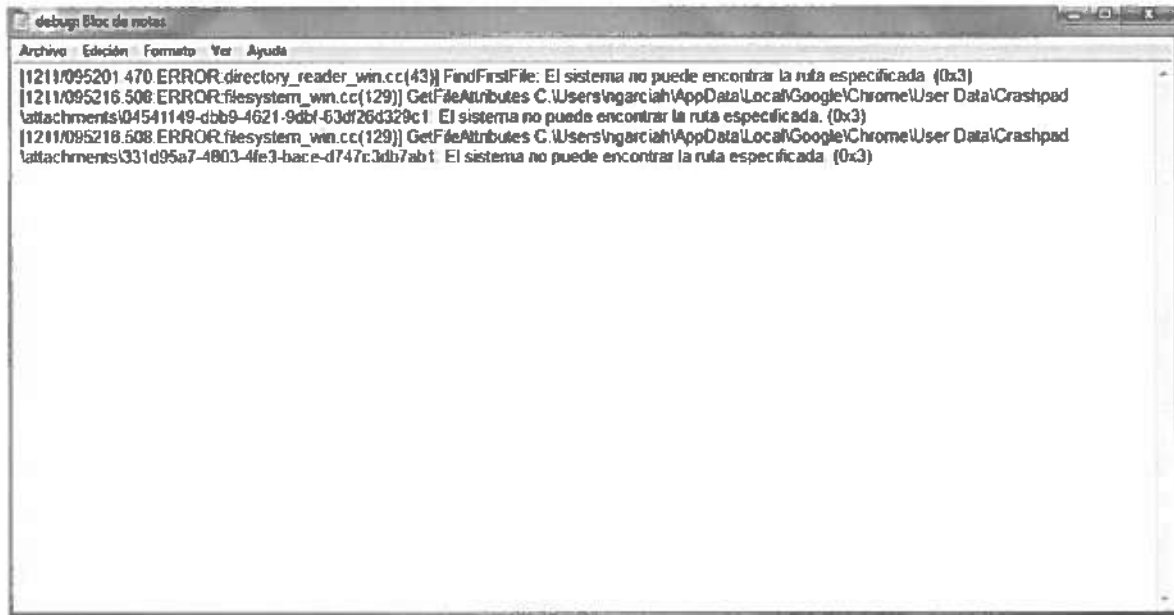 debug: Bloc de notas
Archivo Edición Formato Ver Ayuda
[1211/095201.470:ERROR:directory_reader_win.cc(43)] FindFirstFile: El sistema no puede encontrar la ruta especificada. (0x3)
[1211/095216.508:ERROR:filesystem_win.cc(129)] GetFileAttributes C:\Users\ngarciah\AppData\Local\Google\Chrome\User Data\Crashpad
\attachments\04541149-dbb9-4621-9dbf-63df26d329c1: El sistema no puede encontrar la ruta especificada. (0x3)
[1211/095216.508:ERROR:filesystem_win.cc(129)] GetFileAttributes C:\Users\ngarciah\AppData\Local\Google\Chrome\User Data\Crashpad
\attachments\331d95a7-4803-4fe3-bace-d747c3db7ab1: El sistema no puede encontrar la ruta especificada. (0x3)